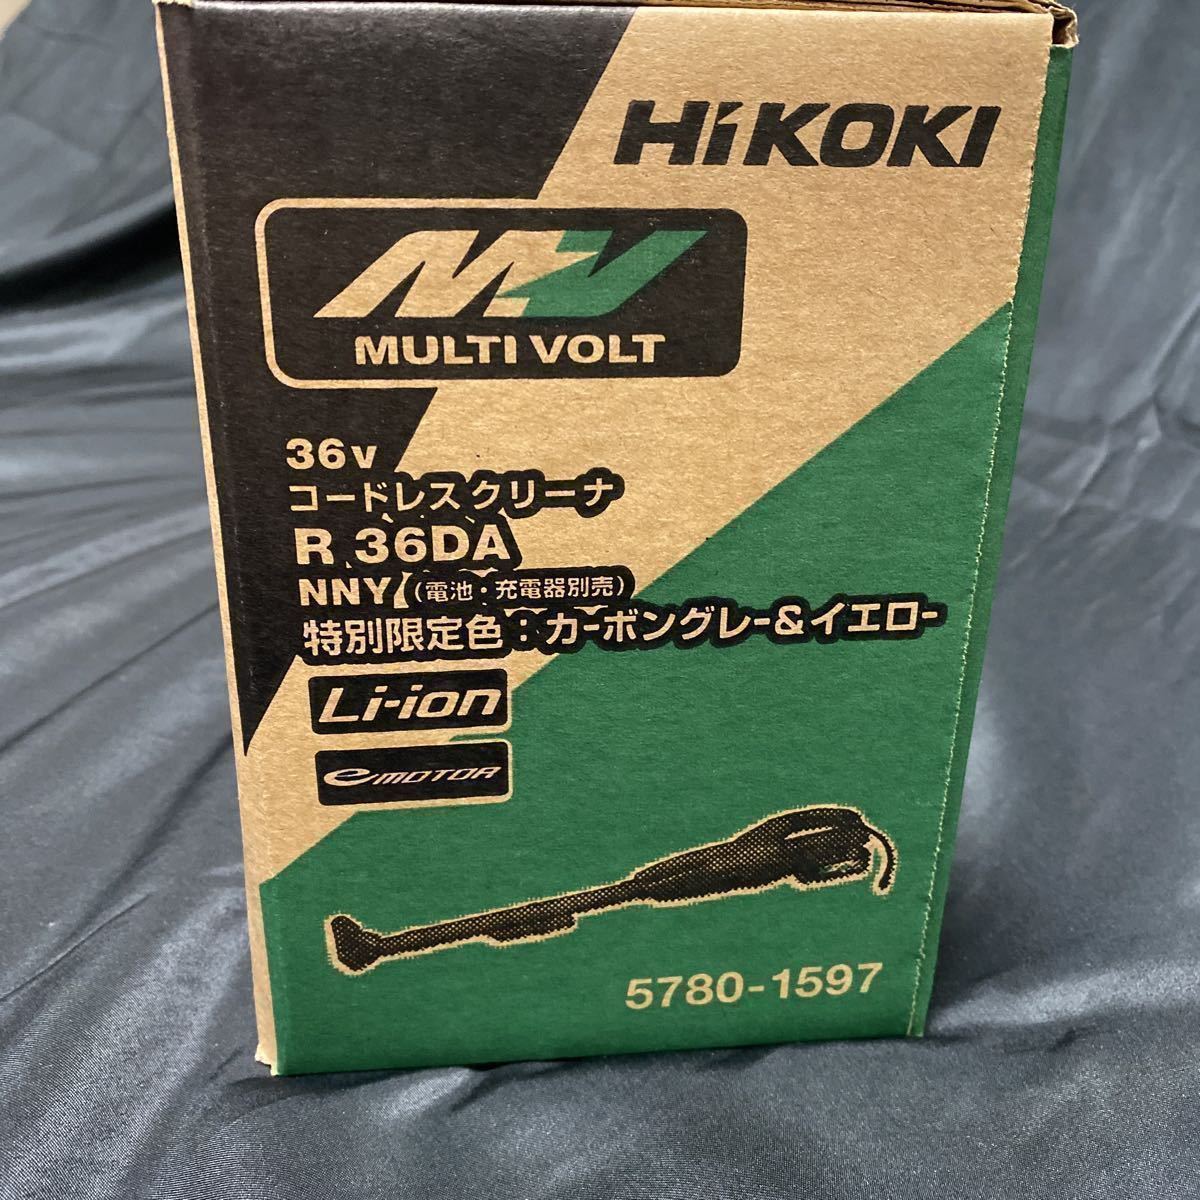 HiKOKI
MV
MULTI VOLT
36v
コードレスクリーナ
R 36DA
NNY (電池・充電器別売)
特別限定色：カーボングレー&イエロー
Li-ion
e MOTOR
5780-1597